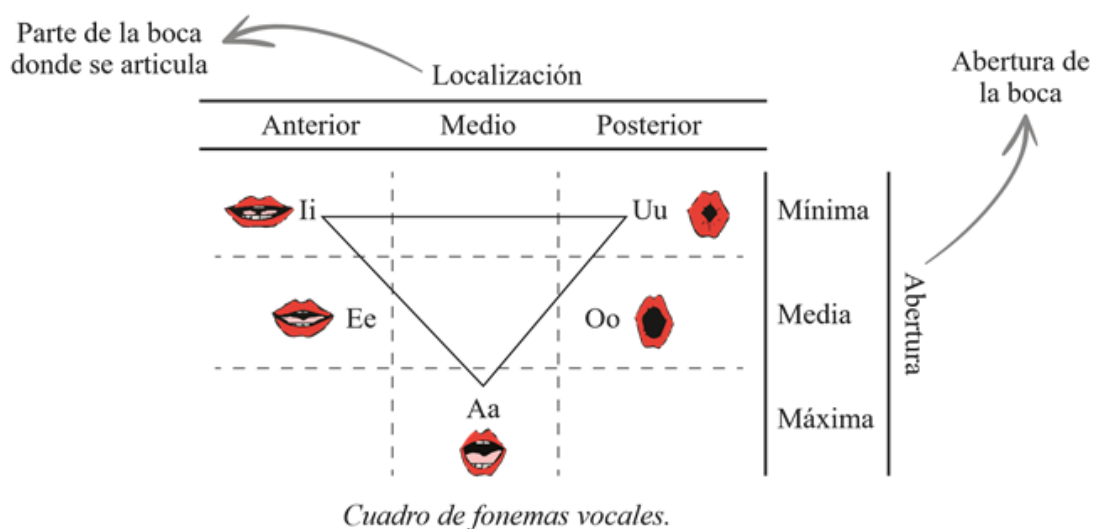 Parte de la boca
donde se articula
Localización
Abertura de
la boca
Anterior Medio Posterior
Ii Uu Mínima
Ee Oo Media
Abertura
Aa Máxima
Cuadro de fonemas vocales.